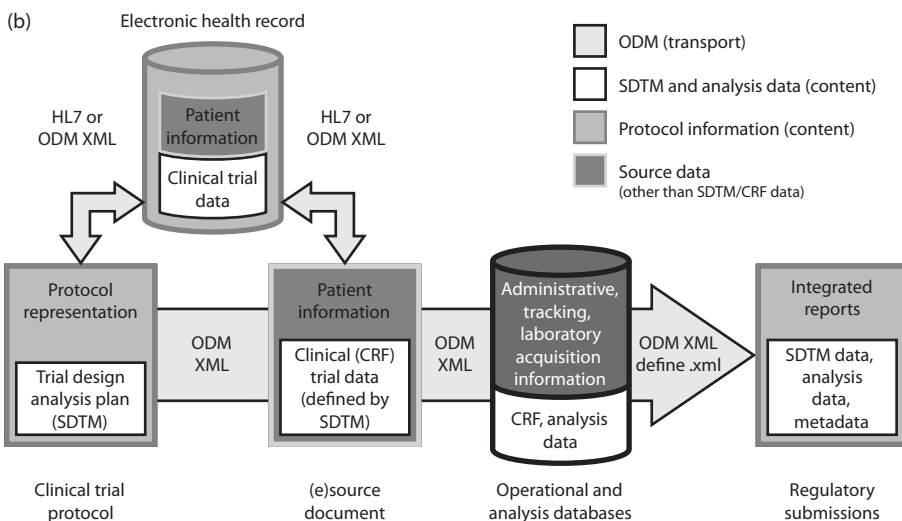 (b)
Electronic health record
HL7 or
ODM XML
Patient
information
Clinical trial
data
HL7 or
ODM XML
ODM (transport)
SDTM and analysis data (content)
Protocol information (content)
Source data
(other than SDTM/CRF data)
Protocol
representation
Trial design
analysis plan
(SDTM)
ODM
XML
Patient
information
Clinical (CRF)
trial data
(defined by
SDTM)
ODM
XML
Administrative,
tracking,
laboratory
acquisition
information
CRF, analysis
data
ODM XML
define .xml
Integrated
reports
SDTM data,
analysis
data,
metadata
Clinical trial
protocol
(e)source
document
Operational and
analysis databases
Regulatory
submissions